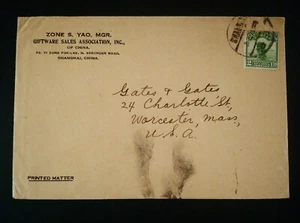 ZONE S. YAO, MGR.
GIFTWARE SALES ASSOCIATION, INC.,
OF CHINA,
SHANGHAI, CHINA.
Gates & Gates
24 Charlotte St,
Worcester, Mass,
U.S.A
PRINTED MATTER